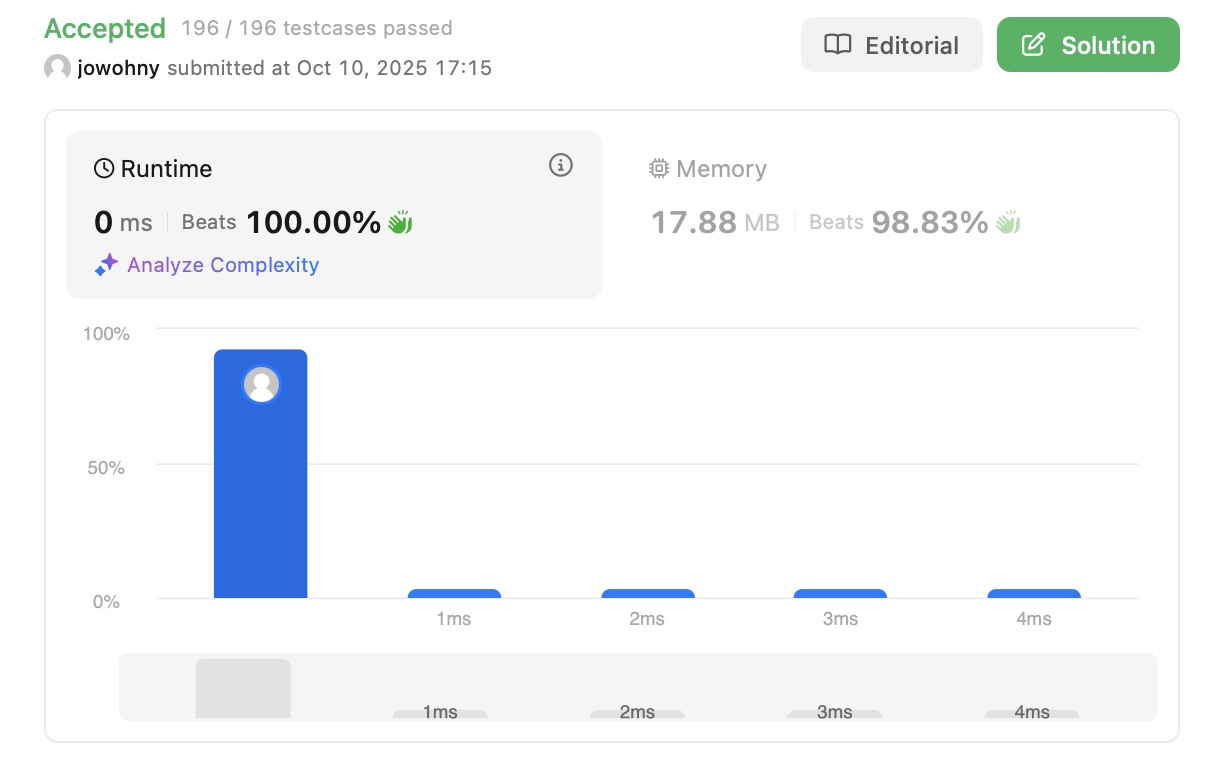 Accepted 196 / 196 testcases passed
jowohny submitted at Oct 10, 2025 17:15
Editorial
Solution
Runtime
0 ms Beats 100.00%
Analyze Complexity
Memory
17.88 MB Beats 98.83%
100%
50%
0%
1ms 2ms 3ms 4ms
1ms 2ms 3ms 4ms